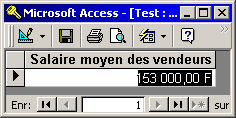 Microsoft Access - [Test : ...
Salaire moyen des vendeurs
153 000,00 F
Enr: 1 sur